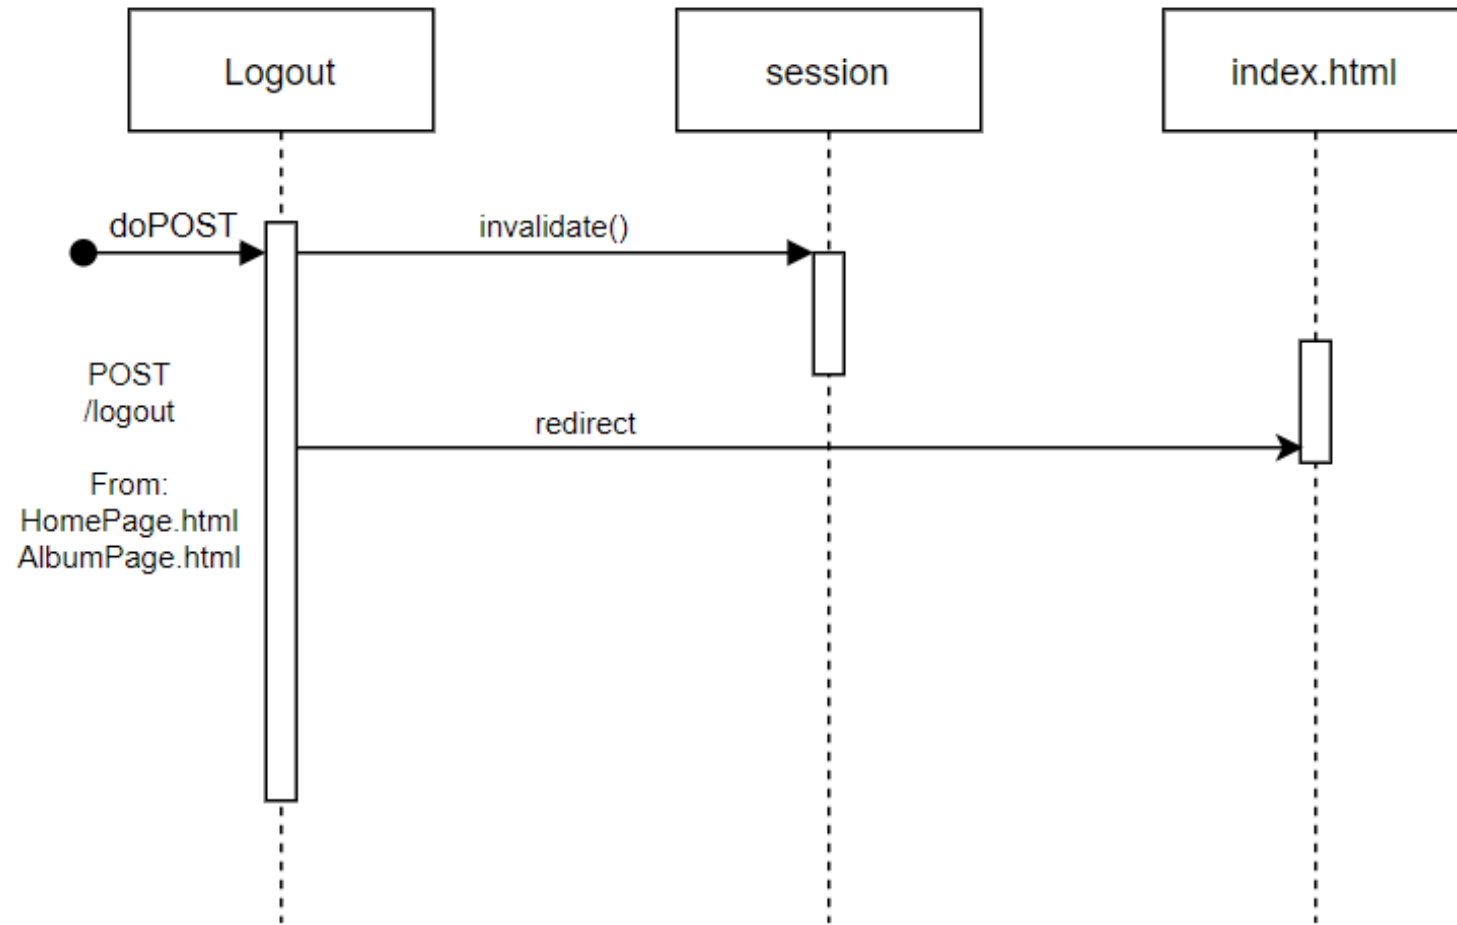 Logout
session
index.html
doPOST
invalidate()
POST
/logout
redirect
From:
HomePage.html
AlbumPage.html